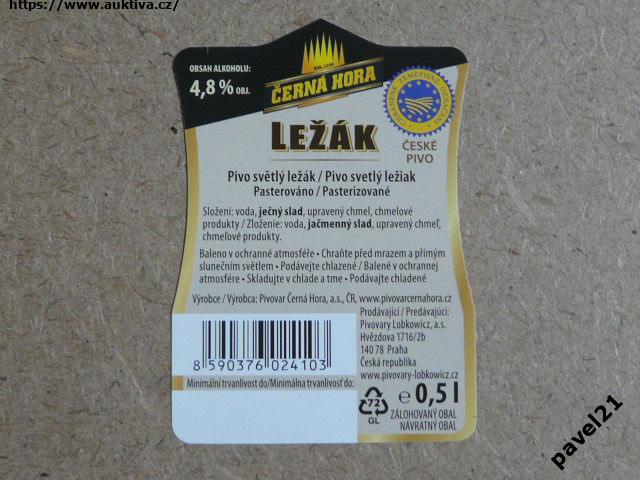 https://www.auktiva.cz/
OBSAH ALKOHOLU:
4,8% OBJ.
ČERNÁ HORA
CHRÁNĚNÉ ZEMĚPISNÉ OZNAČENÍ
ČESKÉ
PIVO
LEŽÁK
Pivo světlý ležák / Pivo svetlý ležiak
Pasterováno / Pasterizované
Složení: voda, ječný slad, upravený chmel, chmelové
produkty / Zloženie: voda, jačmenný slad, upravený chmeľ,
chmeľové produkty.
Baleno v ochranné atmosféře • Chraňte před mrazem a přímým
slunečním světlem • Podávejte chlazené / Balené v ochrannej
atmosfére • Skladujte v chlade a tme • Podávajte chladené
Výrobce / Výrobca: Pivovar Černá Hora, a.s., ČR, www.pivovarcernahora.cz
Prodávající / Predávajúci:
Pivovary Lobkowicz, a.s.
Hvězdova 1716/2b
140 78 Praha
Česká republika
www.pivovary-lobkowicz.cz
8 590376 024103
Minimální trvanlivost do/Minimálna trvanlivosť do:
72
GL
e 0,5 l
ZÁLOHOVANÝ OBAL
NÁVRATNÝ OBAL
pavel21